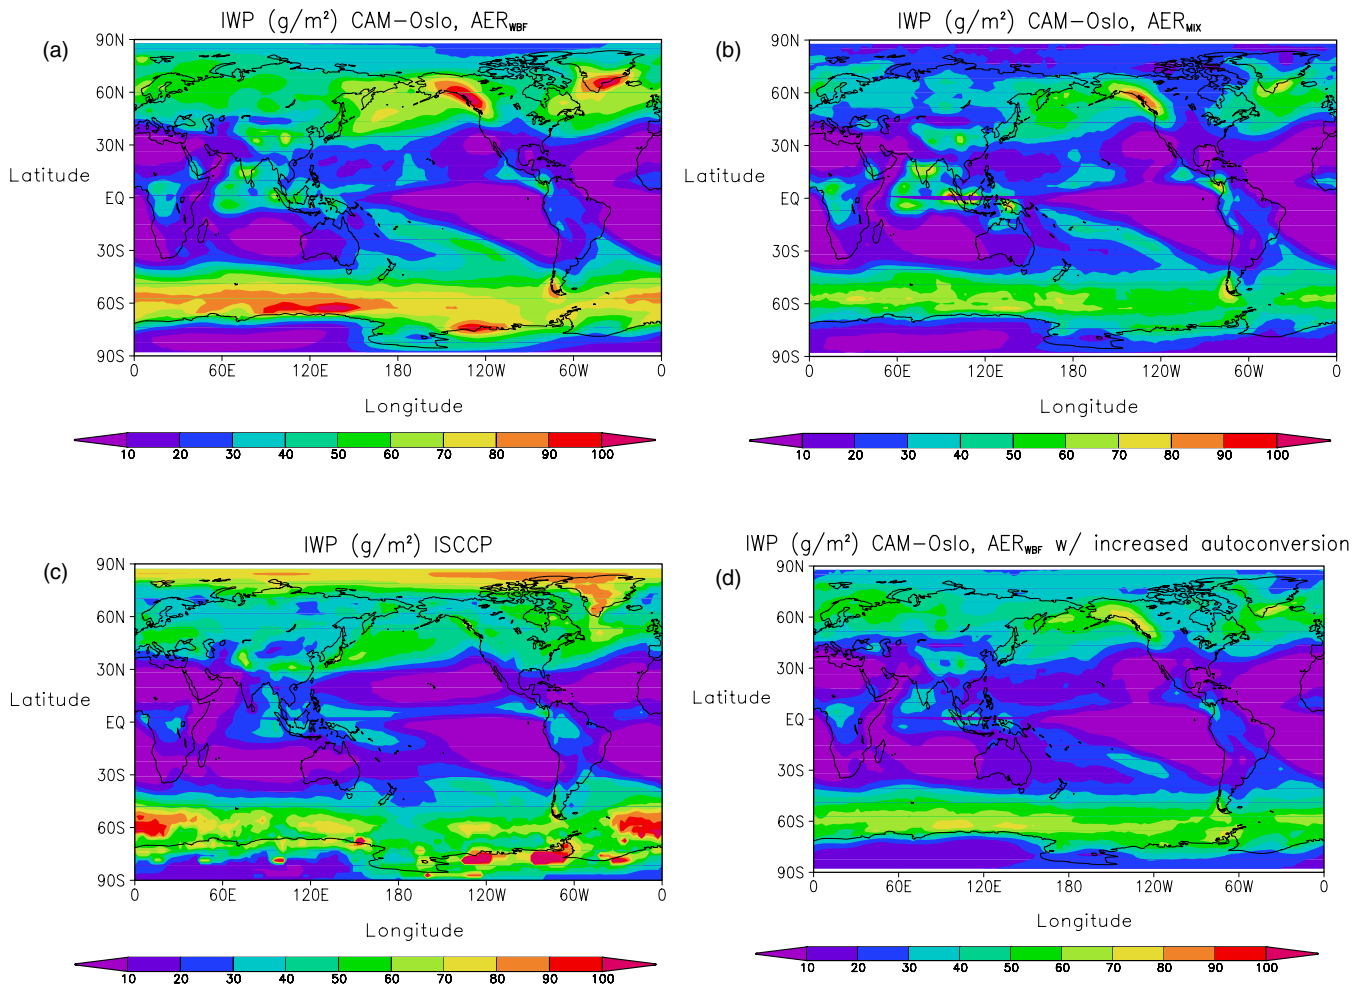 IWP (g/m²) CAM-Oslo, AER_WBF
(a)
90N
60N
30N
EQ
30S
60S
90S
Latitude
0 60E 120E 180 120W 60W 0
Longitude
10 20 30 40 50 60 70 80 90 100
IWP (g/m²) CAM-Oslo, AER_MIX
(b)
90N
60N
30N
EQ
30S
60S
90S
Latitude
0 60E 120E 180 120W 60W 0
Longitude
10 20 30 40 50 60 70 80 90 100
IWP (g/m²) ISCCP
(c)
90N
60N
30N
EQ
30S
60S
90S
Latitude
0 60E 120E 180 120W 60W 0
Longitude
10 20 30 40 50 60 70 80 90 100
IWP (g/m²) CAM-Oslo, AER_WBF w/ increased autoconversion
(d)
90N
60N
30N
EQ
30S
60S
90S
Latitude
0 60E 120E 180 120W 60W 0
Longitude
10 20 30 40 50 60 70 80 90 100